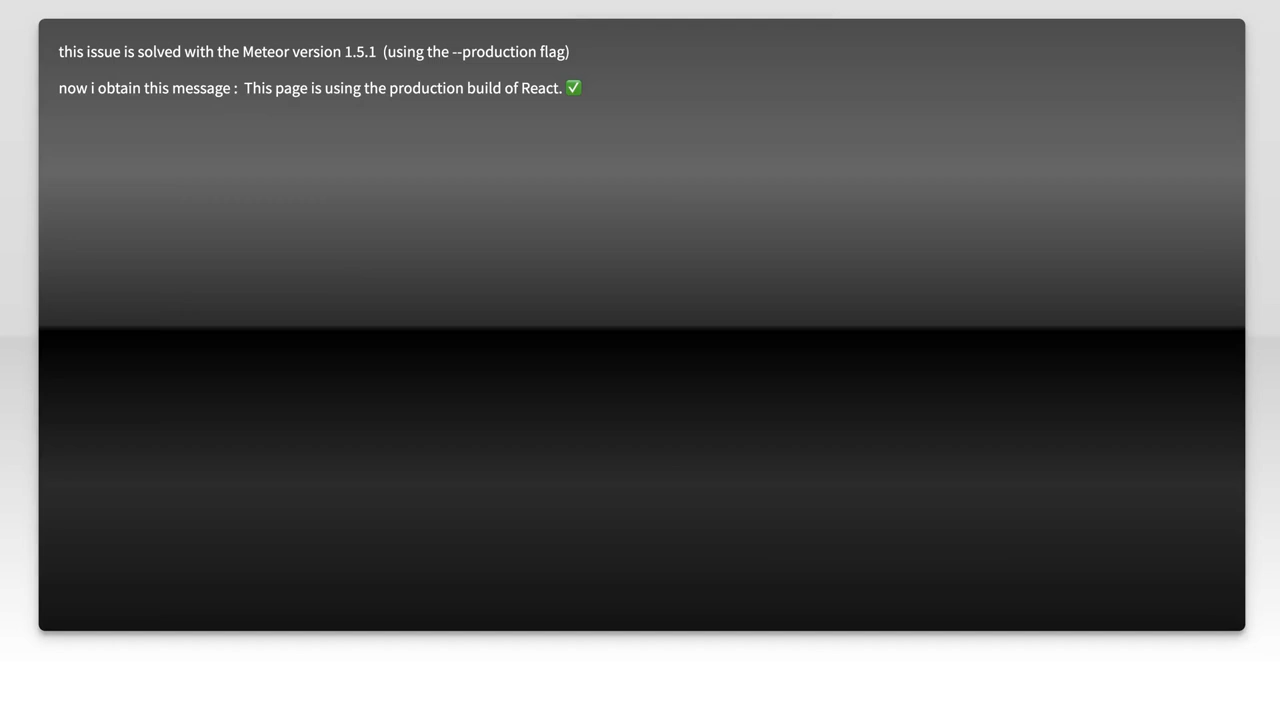 this issue is solved with the Meteor version 1.5.1  (using the --production flag)
now i obtain this message :  This page is using the production build of React. ✅